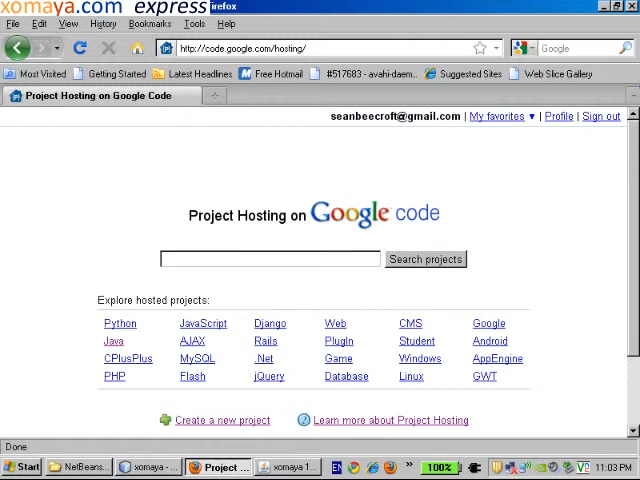 xomaya.com express irefox
File Edit View History Bookmarks Tools Help
http://code.google.com/hosting/ Google
Most Visited Getting Started Latest Headlines Free Hotmail #517683 - avahi-daem... Suggested Sites Web Slice Gallery
Project Hosting on Google Code
seanbeecroft@gmail.com | My favorites ▼ | Profile | Sign out
Project Hosting on Google code
Search projects
Explore hosted projects:
Python JavaScript Django Web CMS Google
Java AJAX Rails PlugIn Student Android
CPlusPlus MySQL .Net Game Windows AppEngine
PHP Flash jQuery Database Linux GWT
Create a new project Learn more about Project Hosting
Done
Start NetBeans... xomaya - ... Project ... xomaya 1... EN » 100% 11:03 PM